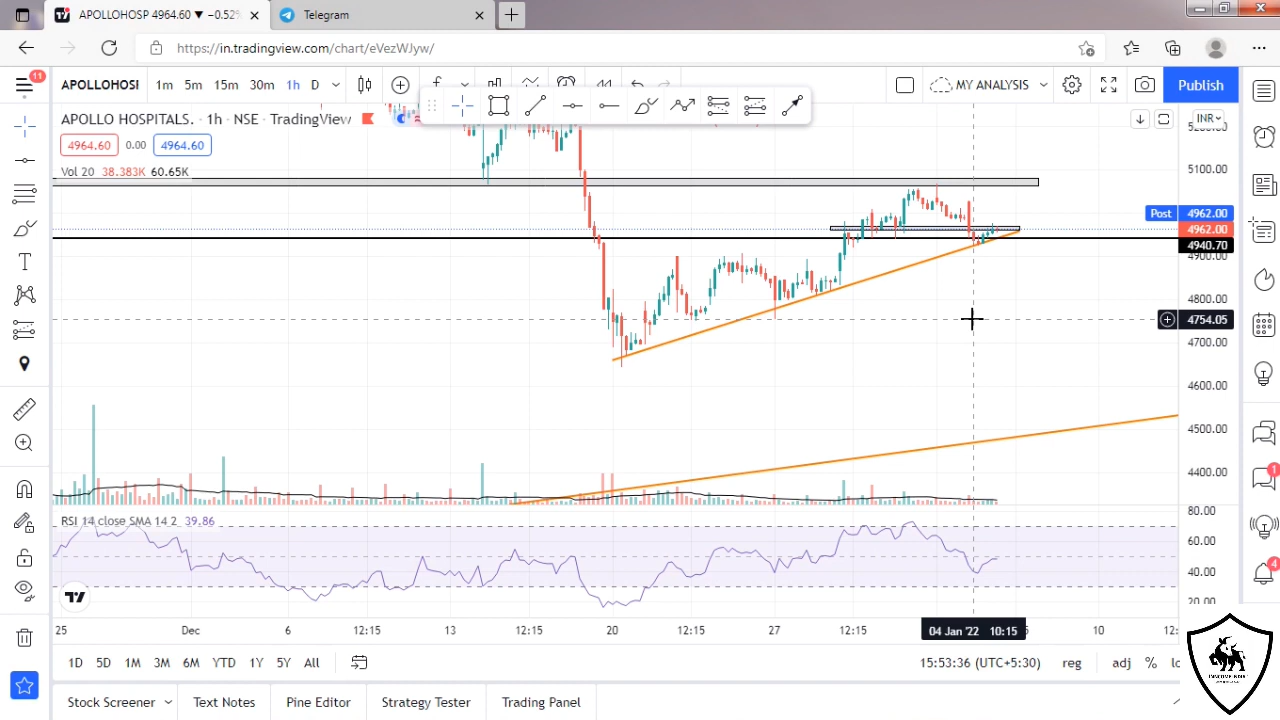 APOLLOHOSP 4964.60 ▼ −0.52%
Telegram
https://in.tradingview.com/chart/eVezWJyw/
11
APOLLOHOSI
1m 5m 15m 30m 1h D
MY ANALYSIS
Publish
APOLLO HOSPITALS. · 1h · NSE · TradingView
INR
4964.60 0.00 4964.60
Vol 20 38.383K 60.65K
5100.00
Post 4962.00
4962.00
4940.70
4900.00
4800.00
4754.05
4700.00
4600.00
4500.00
4400.00
RSI 14 close SMA 14 2 39.86
80.00
60.00
40.00
20.00
1
4
25 Dec 6 12:15 13 12:15 20 12:15 27 12:15 04 Jan '22 10:15 10
1D 5D 1M 3M 6M YTD 1Y 5Y All
15:53:36 (UTC+5:30) reg adj %
Stock Screener Text Notes Pine Editor Strategy Tester Trading Panel